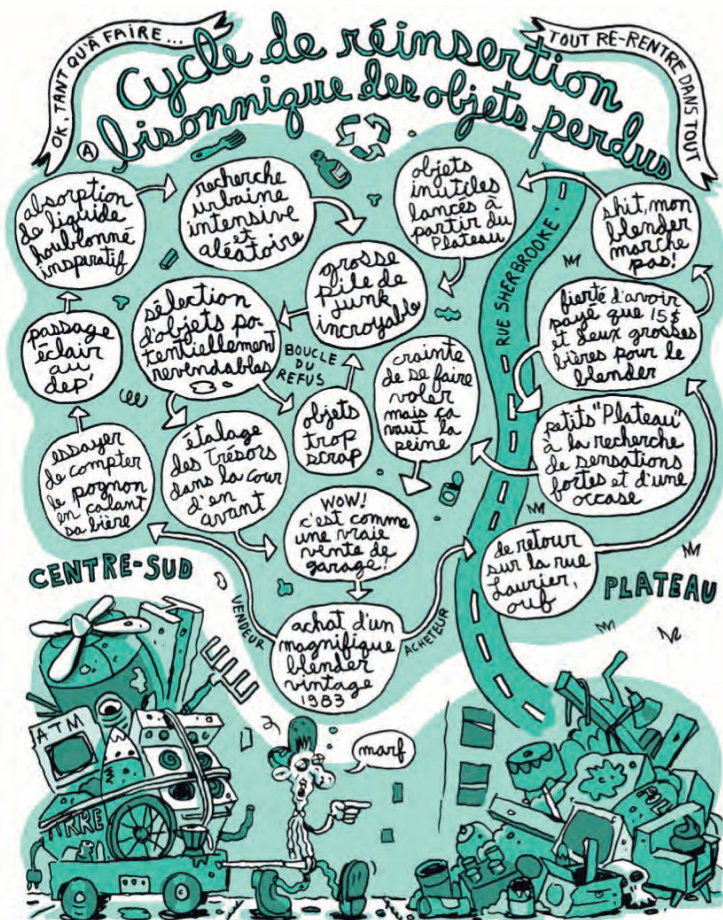 OK, TANT QU'À FAIRE...
Cycle de réinsertion
bisonnique des objets perdus
TOUT RE-RENTRE DANS TOUT
A
absorption
de liquide
houblonné
inspiratif
recherche
urbaine
intensive
et
aléatoire
objets
inutiles
lancés à
partir du
Plateau
shit, mon
blender
marche
pas!
grosse
pile de
junk
incroyable
RUE SHERBROOKE
fierté d'avoir
payé que 15$
et deux grosses
bières pour le
blender
passage
éclair
au
dep'
sélection
d'objets po-
tentiellement
revendables
BOUCLE
DU
REFUS
crainte
de se faire
voler
mais ça
vaut la
peine
objets
trop
scrap
petits "Plateau"
à la recherche
de sensations
fortes et d'une
occase
essayer
de compter
le pognon
en calant
sa bière
étalage
des trésors
dans la cour
d'en
avant
WOW!
c'est comme
une vraie
vente de
garage!
de retour
sur la rue
Laurier,
ouf
CENTRE-SUD
PLATEAU
VENDEUR
achat d'un
magnifique
blender
vintage
1983
ACHETEUR
ATM
marf